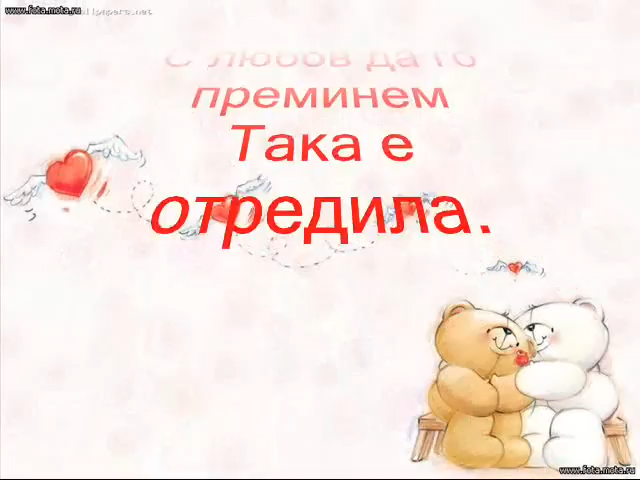 www.fota.mota.ru
С любов да го
преминем
Така е
отредила.
www.fota.mota.ru